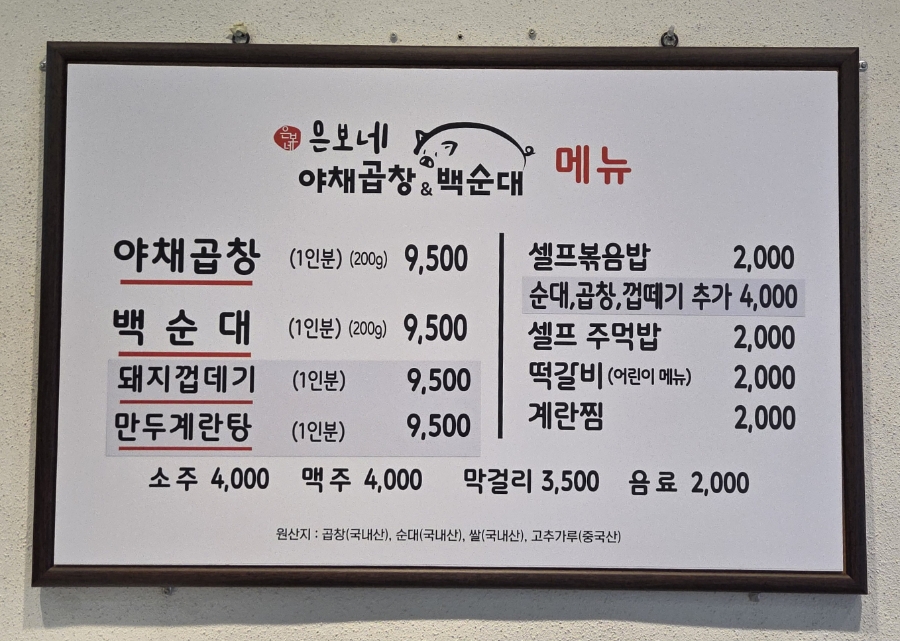 은보네
은보네
야채곱창&백순대 메뉴
야채곱창 (1인분) (200g) 9,500
백순대 (1인분) (200g) 9,500
돼지껍데기 (1인분) 9,500
만두계란탕 (1인분) 9,500
셀프볶음밥 2,000
순대,곱창,껍떼기 추가 4,000
셀프 주먹밥 2,000
떡갈비 (어린이 메뉴) 2,000
계란찜 2,000
소주 4,000 맥주 4,000 막걸리 3,500 음료 2,000
원산지 : 곱창(국내산), 순대(국내산), 쌀(국내산), 고추가루(중국산)